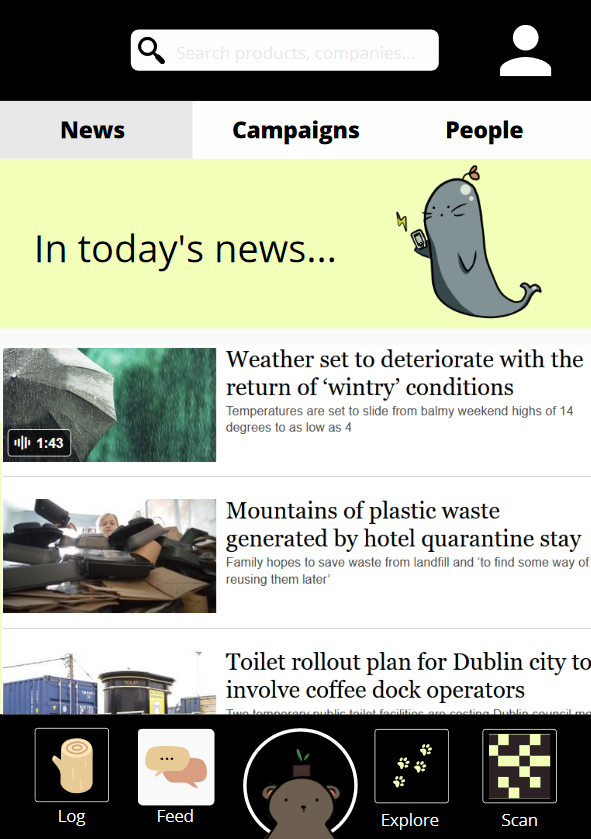 Search products, companies...
News Campaigns People
In today's news...
Weather set to deteriorate with the
return of ‘wintry’ conditions
Temperatures are set to slide from balmy weekend highs of 14
degrees to as low as 4
1:43
Mountains of plastic waste
generated by hotel quarantine stay
Family hopes to save waste from landfill and ‘to find some way of
reusing them later’
Toilet rollout plan for Dublin city to
involve coffee dock operators
Two temporary public toilet facilities are costing Dublin council
Log Feed Explore Scan